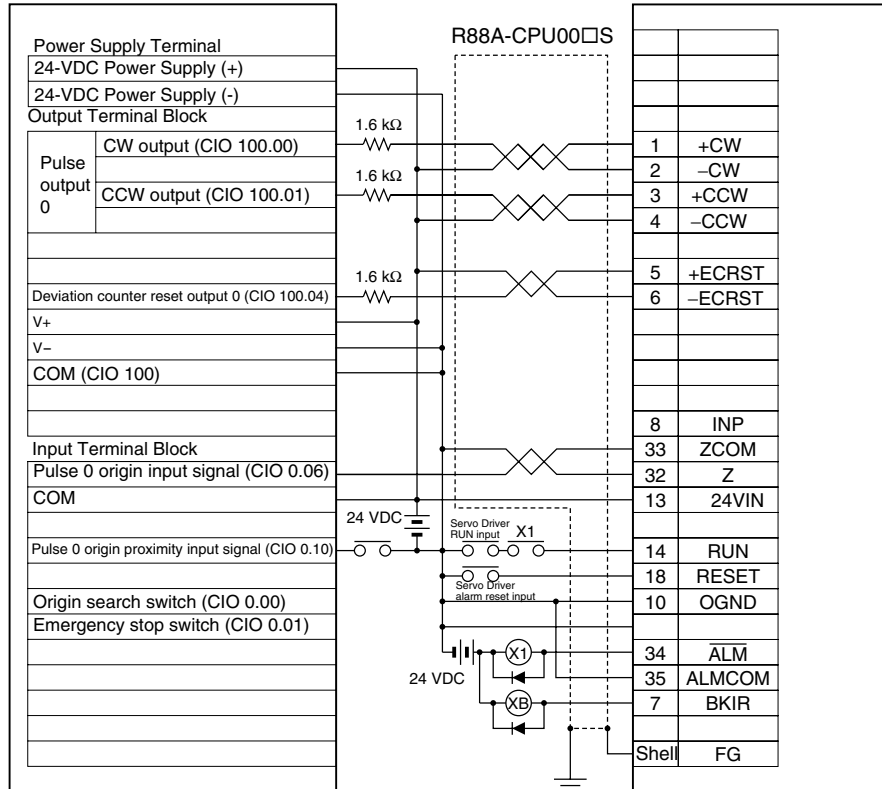 R88A-CPU00□S
Power Supply Terminal
24-VDC Power Supply (+)
24-VDC Power Supply (-)
Output Terminal Block
Pulse output 0
CW output (CIO 100.00)
CCW output (CIO 100.01)
Deviation counter reset output 0 (CIO 100.04)
V+
V−
COM (CIO 100)
Input Terminal Block
Pulse 0 origin input signal (CIO 0.06)
COM
Pulse 0 origin proximity input signal (CIO 0.10)
Origin search switch (CIO 0.00)
Emergency stop switch (CIO 0.01)
1.6 kΩ
1.6 kΩ
1.6 kΩ
24 VDC
Servo Driver
RUN input
X1
Servo Driver
alarm reset input
24 VDC
X1
XB
1 +CW
2 −CW
3 +CCW
4 −CCW
5 +ECRST
6 −ECRST
8 INP
33 ZCOM
32 Z
13 24VIN
14 RUN
18 RESET
10 OGND
34 ALM
35 ALMCOM
7 BKIR
Shell FG